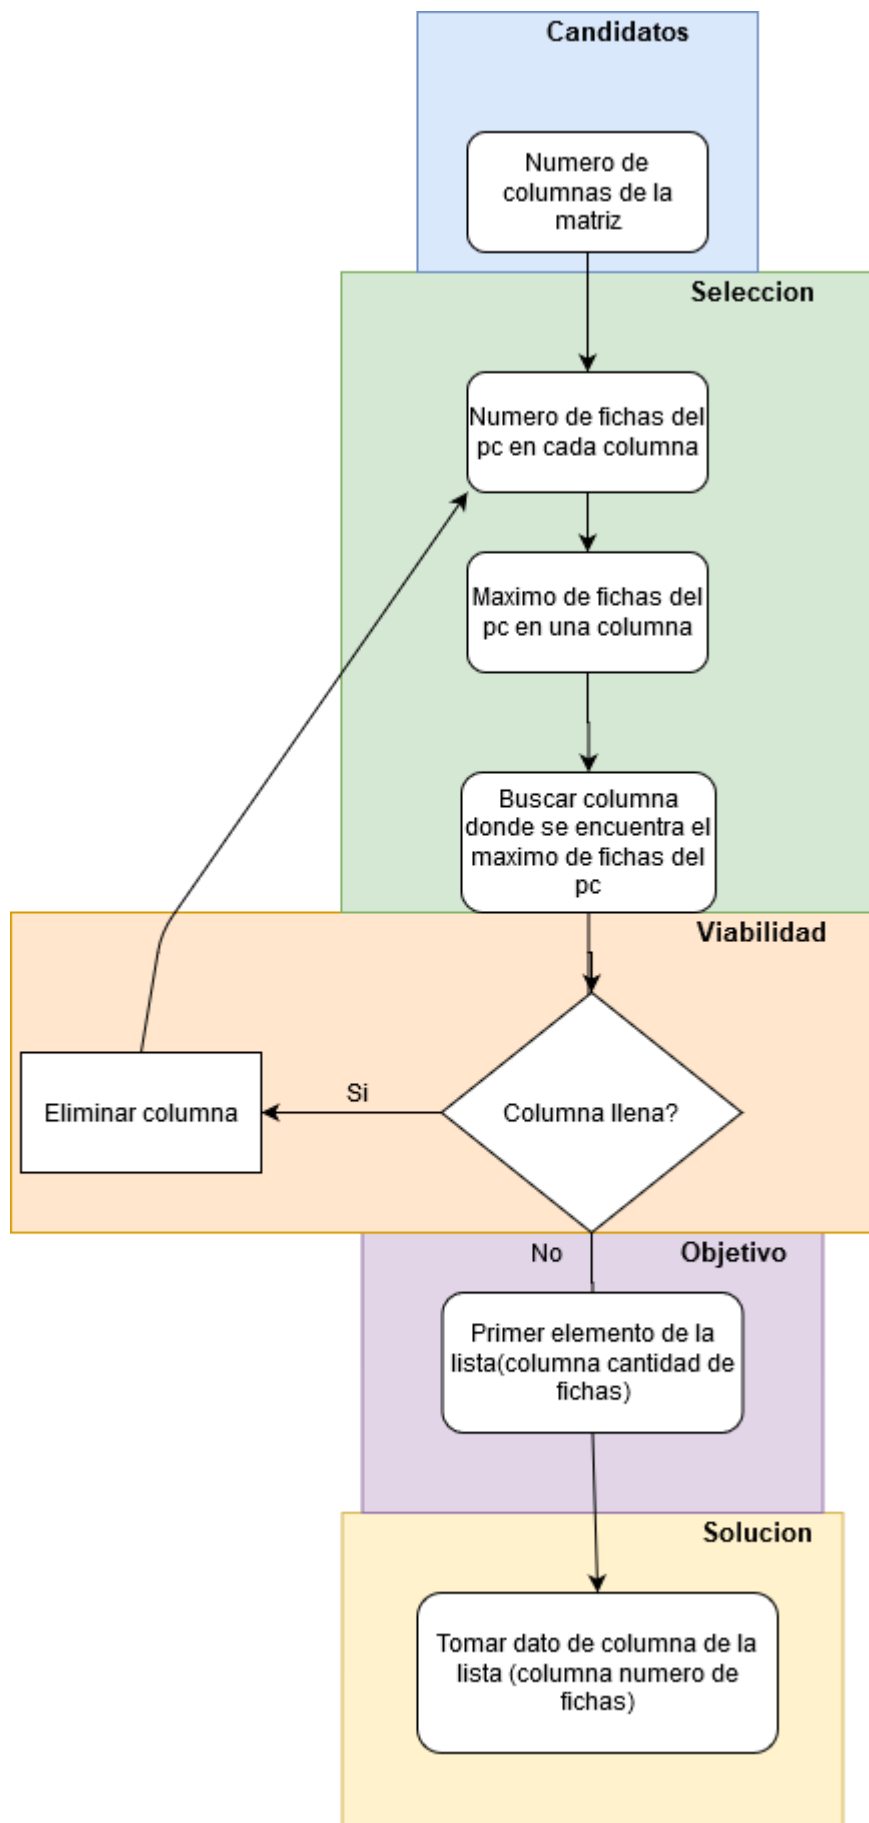 Candidatos
Numero de
columnas de la
matriz
Seleccion
Numero de fichas del
pc en cada columna
Maximo de fichas del
pc en una columna
Buscar columna
donde se encuentra el
maximo de fichas del
pc
Viabilidad
Eliminar columna
Si
Columna llena?
No
Objetivo
Primer elemento de la
lista(columna cantidad de
fichas)
Solucion
Tomar dato de columna de la
lista (columna numero de
fichas)